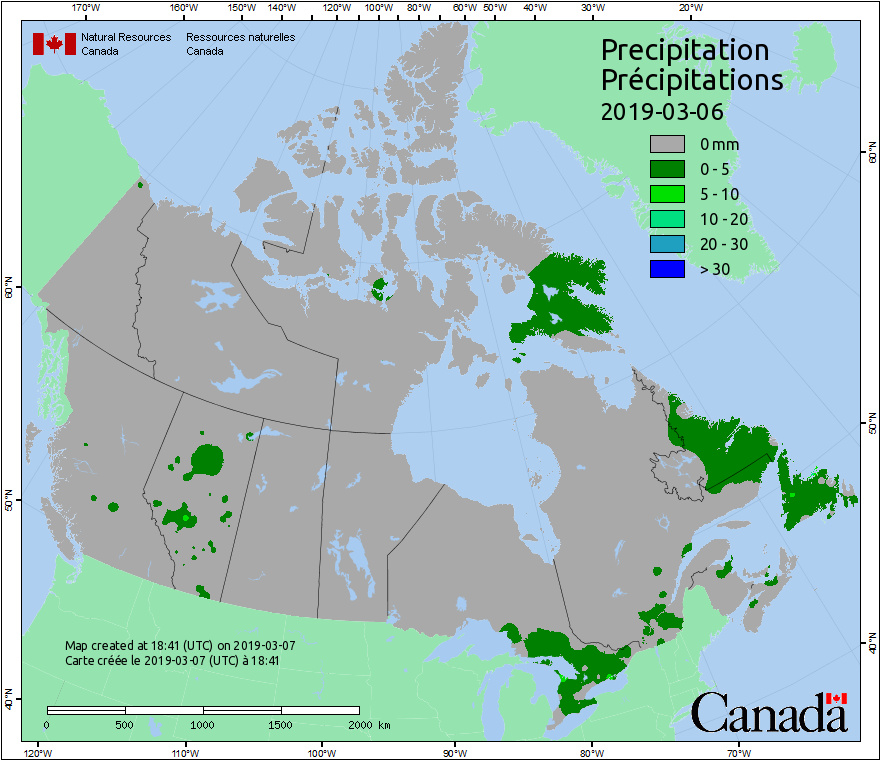 170°W 160°W 150°W 140°W 120°W 100°W 80°W 60°W 50°W 40°W 30°W 20°W
Natural Resources Canada
Ressources naturelles Canada
Precipitation
Précipitations
2019-03-06
0 mm
0 - 5
5 - 10
10 - 20
20 - 30
> 30
60°N
60°N
50°N
50°N
40°N
40°N
Map created at 18:41 (UTC) on 2019-03-07
Carte créée le 2019-03-07 (UTC) à 18:41
0 500 1000 1500 2000 km
Canada
120°W 110°W 100°W 90°W 80°W 70°W